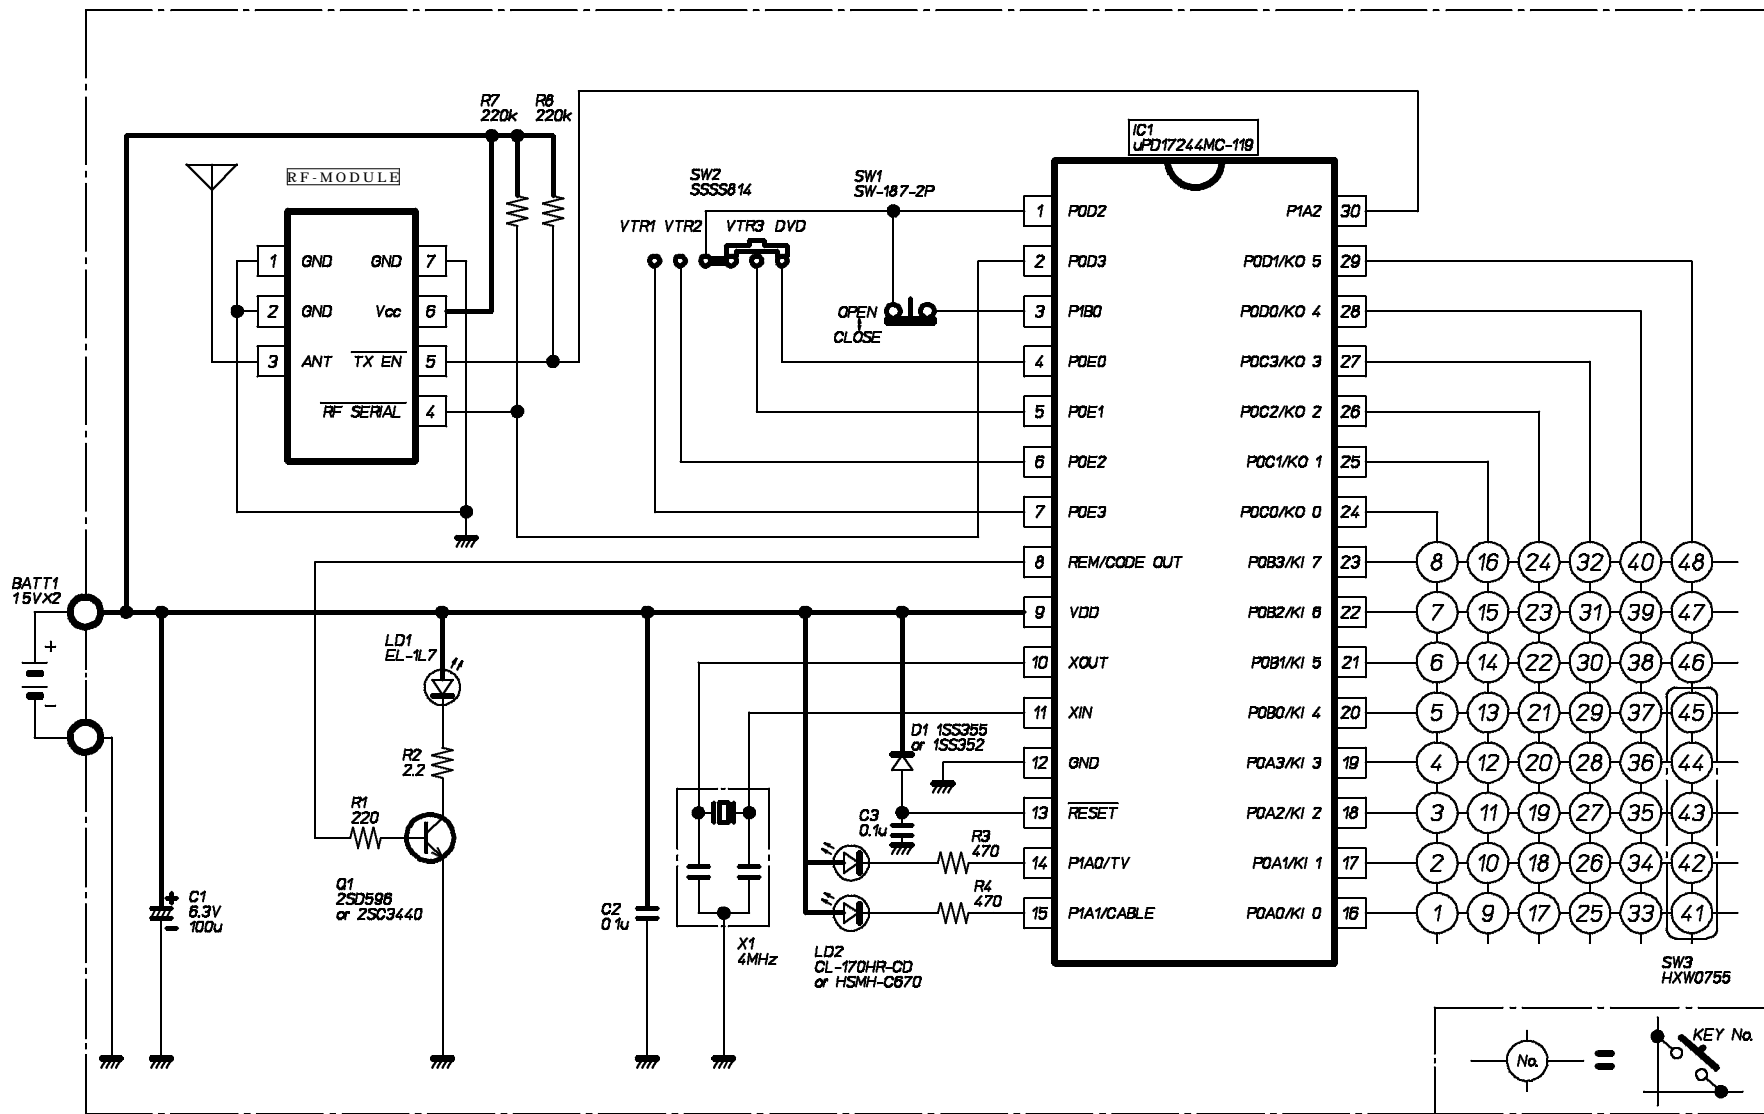 R7
220k
R8
220k
RF-MODULE
1 GND GND 7
2 GND Vcc 6
3 ANT TX EN 5
RF SERIAL 4
SW2
SSSS814
VTR1 VTR2 VTR3 DVD
SW1
SW-187-2P
OPEN
CLOSE
IC1
uPD17244MC-119
1 P0D2 P1A2 30
2 P0D3 P0D1/KO 5 29
3 P1B0 P0D0/KO 4 28
4 P0E0 P0C3/KO 3 27
5 P0E1 P0C2/KO 2 26
6 P0E2 P0C1/KO 1 25
7 P0E3 P0C0/KO 0 24
8 REM/CODE OUT P0B3/KI 7 23
9 VDD P0B2/KI 6 22
10 XOUT P0B1/KI 5 21
11 XIN P0B0/KI 4 20
12 GND P0A3/KI 3 19
13 RESET P0A2/KI 2 18
14 P1A0/TV P0A1/KI 1 17
15 P1A1/CABLE P0A0/KI 0 16
8 16 24 32 40 48
7 15 23 31 39 47
6 14 22 30 38 46
5 13 21 29 37 45
4 12 20 28 36 44
3 11 19 27 35 43
2 10 18 26 34 42
1 9 17 25 33 41
SW3
HXW0755
BATT1
1.5VX2
+
-
LD1
EL-1L7
R2
2.2
R1
220
Q1
2SD596
or 2SC3440
C1
6.3V
100u
+
-
C2
0.1u
X1
4MHz
D1 1SS355
or 1SS352
C3
0.1u
R3
470
R4
470
LD2
CL-170HR-CD
or HSMH-C670
No. = KEY No.